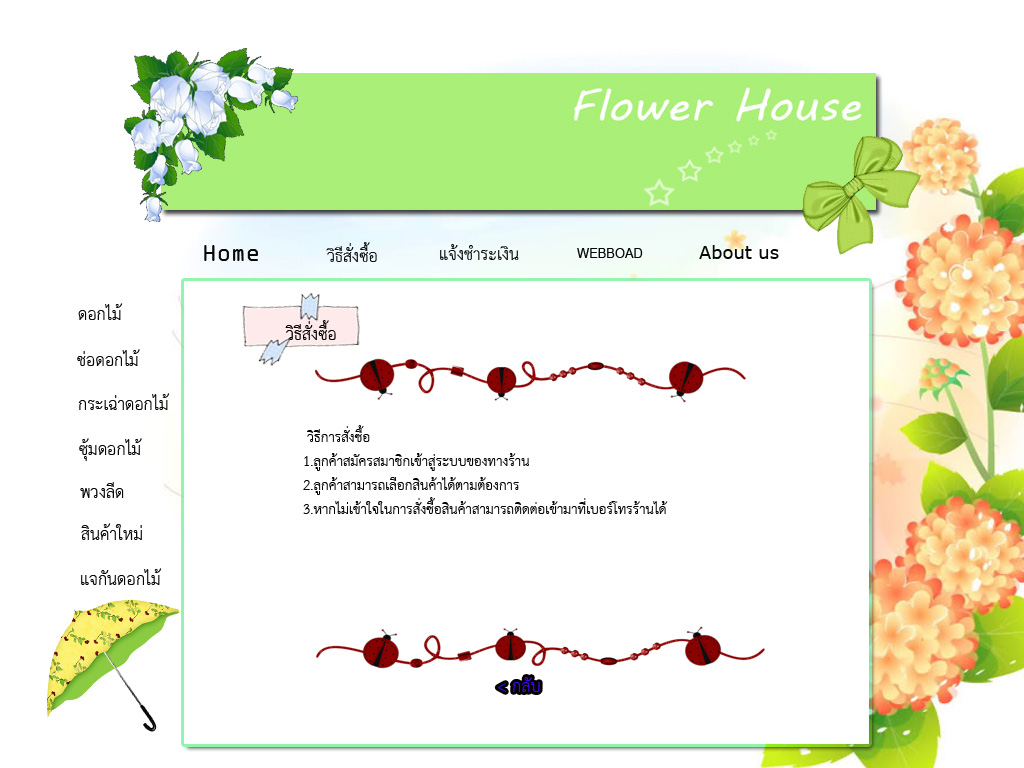 Flower House
Home วิธีสั่งซื้อ แจ้งชำระเงิน WEBBOAD About us
ดอกไม้
ช่อดอกไม้
กระเฉ่าดอกไม้
ซุ้มดอกไม้
พวงลืด
สินค้าใหม่
แจกันดอกไม้
วิธีสั่งซื้อ
วิธีการสั่งซื้อ
1.ลูกค้าสมัครสมาชิกเข้าสู่ระบบของทางร้าน
2.ลูกค้าสามารถเลือกสินค้าได้ตามต้องการ
3.หากไม่เข้าใจในการสั่งซื้อสินค้าสามารถติดต่อเข้ามาที่เบอร์โทรร้านได้
< กลับ